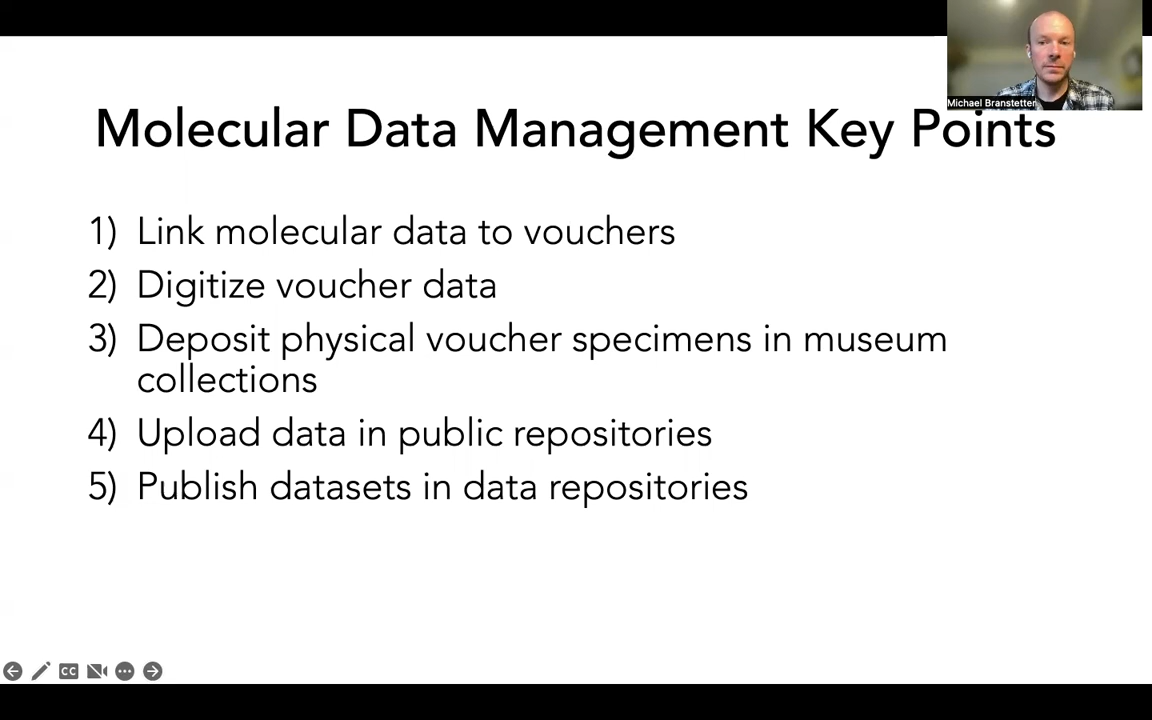 Michael Branstetter
Molecular Data Management Key Points
1) Link molecular data to vouchers
2) Digitize voucher data
3) Deposit physical voucher specimens in museum
collections
4) Upload data in public repositories
5) Publish datasets in data repositories
CC